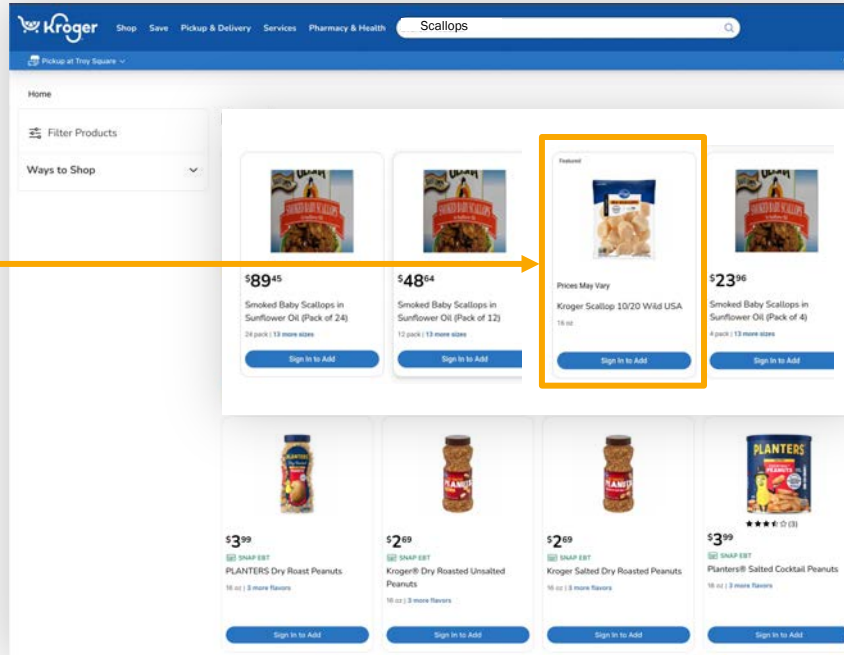 Kroger
Shop Save Pickup & Delivery Services Pharmacy & Health Scallops
Pickup at Troy Square
Home
Filter Products
Ways to Shop
Featured
$89 45
Smoked Baby Scallops in
Sunflower Oil (Pack of 24)
24 pack | 13 more sizes
Sign In to Add
$48 64
Smoked Baby Scallops in
Sunflower Oil (Pack of 12)
12 pack | 13 more sizes
Sign In to Add
Prices May Vary
Kroger Scallop 10/20 Wild USA
16 oz
Sign In to Add
$23 96
Smoked Baby Scallops in
Sunflower Oil (Pack of 4)
4 pack | 13 more sizes
Sign In to Add
PLANTERS
$3 99
SNAP EBT
PLANTERS Dry Roast Peanuts
16 oz | 3 more flavors
Sign In to Add
$2 69
SNAP EBT
Kroger® Dry Roasted Unsalted
Peanuts
16 oz | 3 more flavors
Sign In to Add
$2 69
SNAP EBT
Kroger Salted Dry Roasted Peanuts
16 oz | 3 more flavors
Sign In to Add
PLANTERS
PEANUTS
(3)
$3 99
SNAP EBT
Planters® Salted Cocktail Peanuts
16 oz | 3 more flavors
Sign In to Add